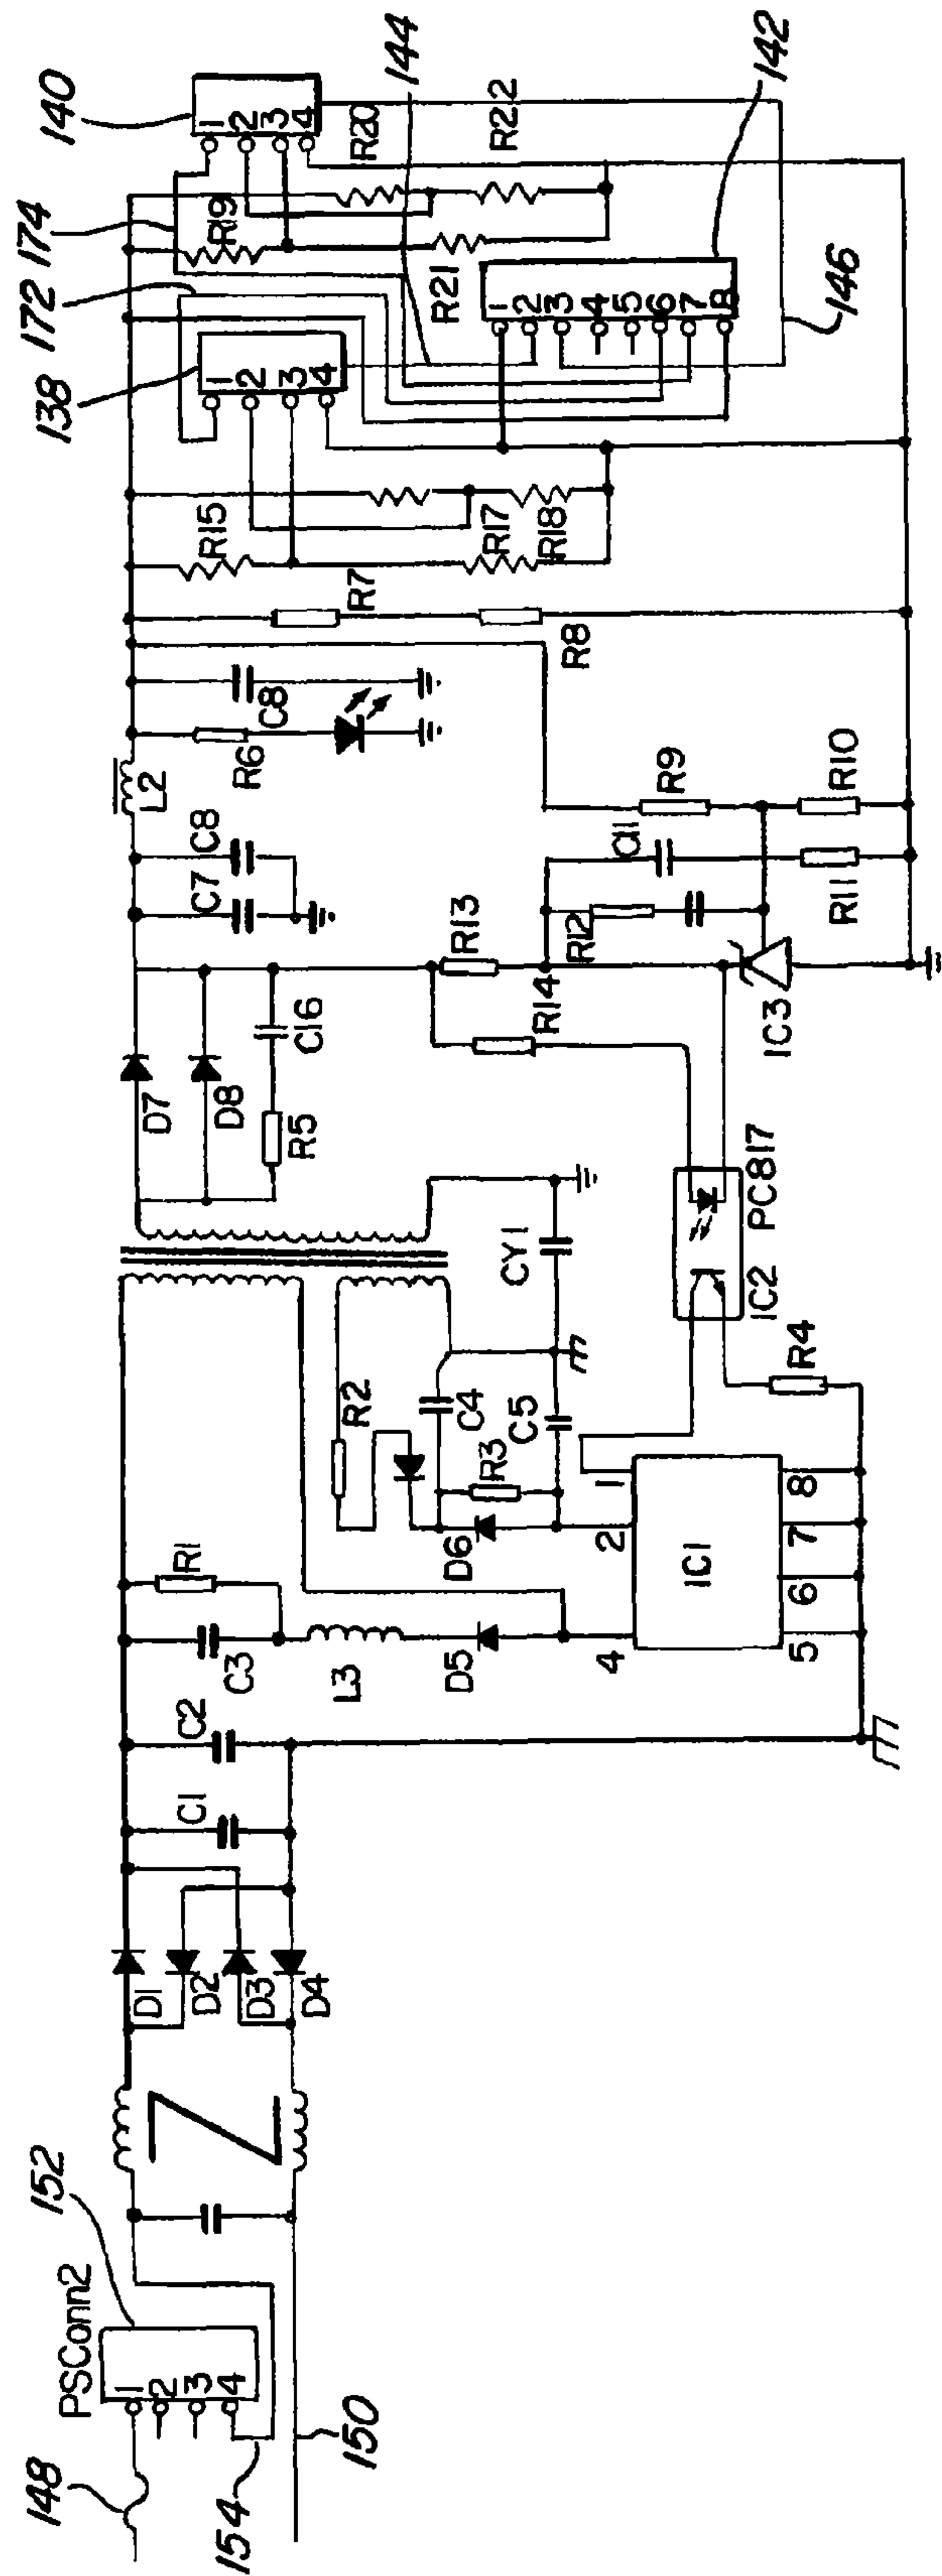 148
PSConn2
152
1
2
3
4
154
150
D1
D2
D3
D4
C1
C2
C3
R1
L3
D5
R2
D6
R3
C4
C5
CY1
4
2
1
IC1
5
6
7
8
R4
IC2
PC817
D7
D8
R5
C16
R13
R14
IC3
R12
C11
R11
R9
R10
C7
C8
L2
R6
C8
R7
R8
R15
R17
R18
138
1
2
3
4
172
174
R19
R21
140
1
2
3
4
R20
R22
144
142
1
2
3
4
5
6
7
8
146